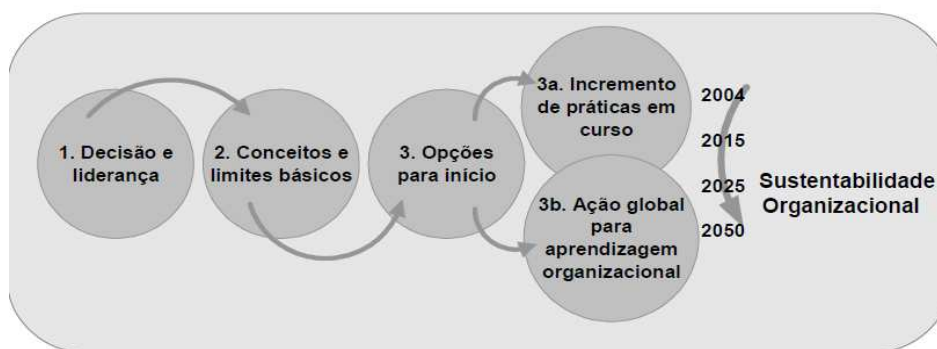 1. Decisão e
liderança
2. Conceitos e
limites básicos
3. Opções
para início
3a. Incremento
de práticas em
curso
3b. Ação global
para
aprendizagem
organizacional
2004
2015
2025
2050
Sustentabilidade
Organizacional